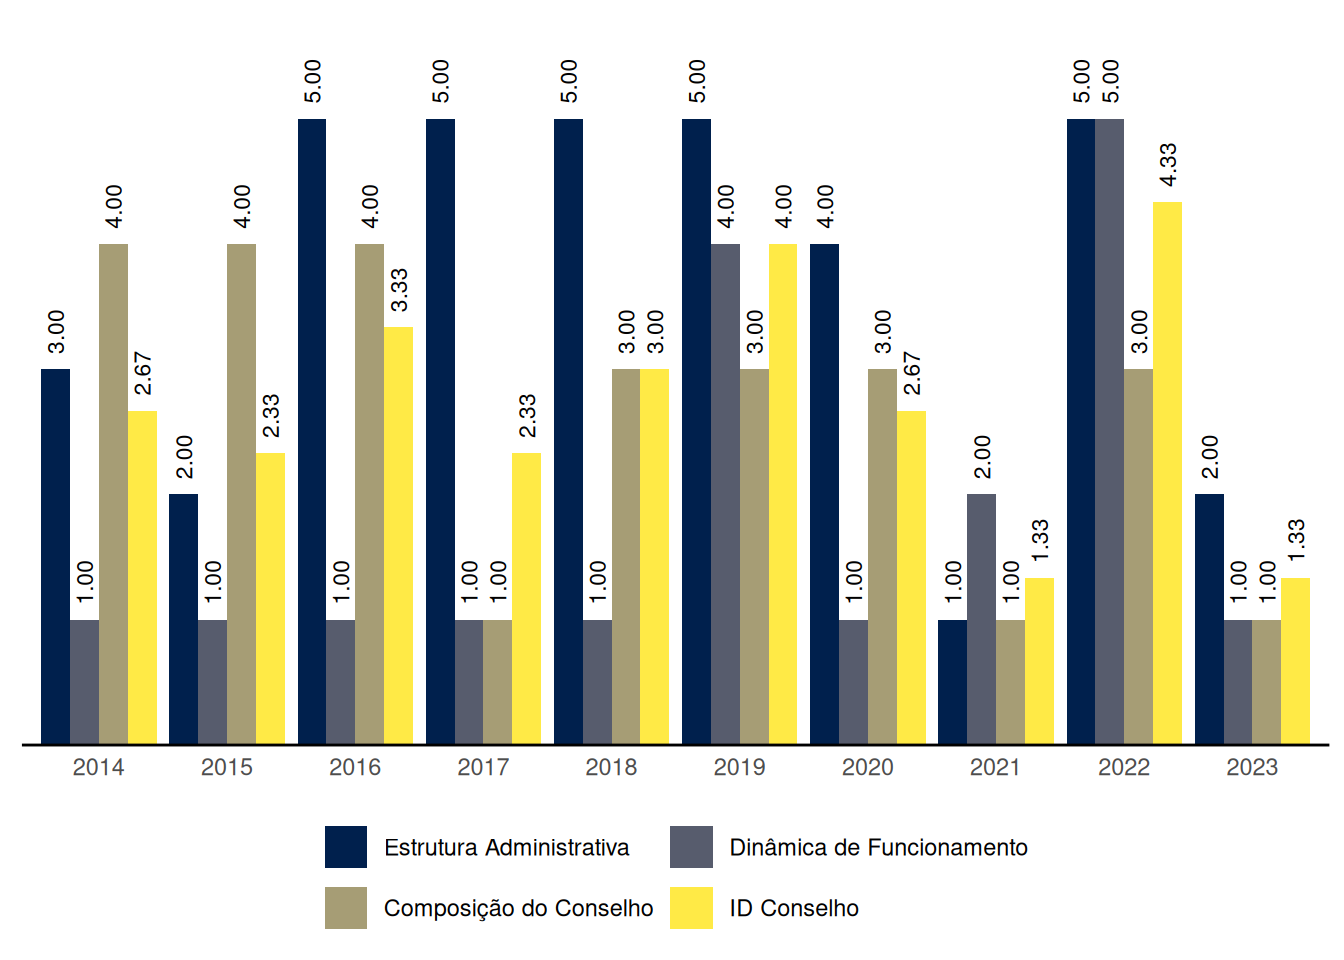 3.00 1.00 4.00 2.67 2.00 1.00 4.00 2.33 5.00 1.00 4.00 3.33 5.00 1.00 1.00 2.33 5.00 1.00 3.00 3.00 5.00 4.00 3.00 4.00 4.00 1.00 3.00 2.67 1.00 2.00 1.00 1.33 5.00 5.00 3.00 4.33 2.00 1.00 1.00 1.33
2014 2015 2016 2017 2018 2019 2020 2021 2022 2023
Estrutura Administrativa Dinâmica de Funcionamento
Composição do Conselho ID Conselho